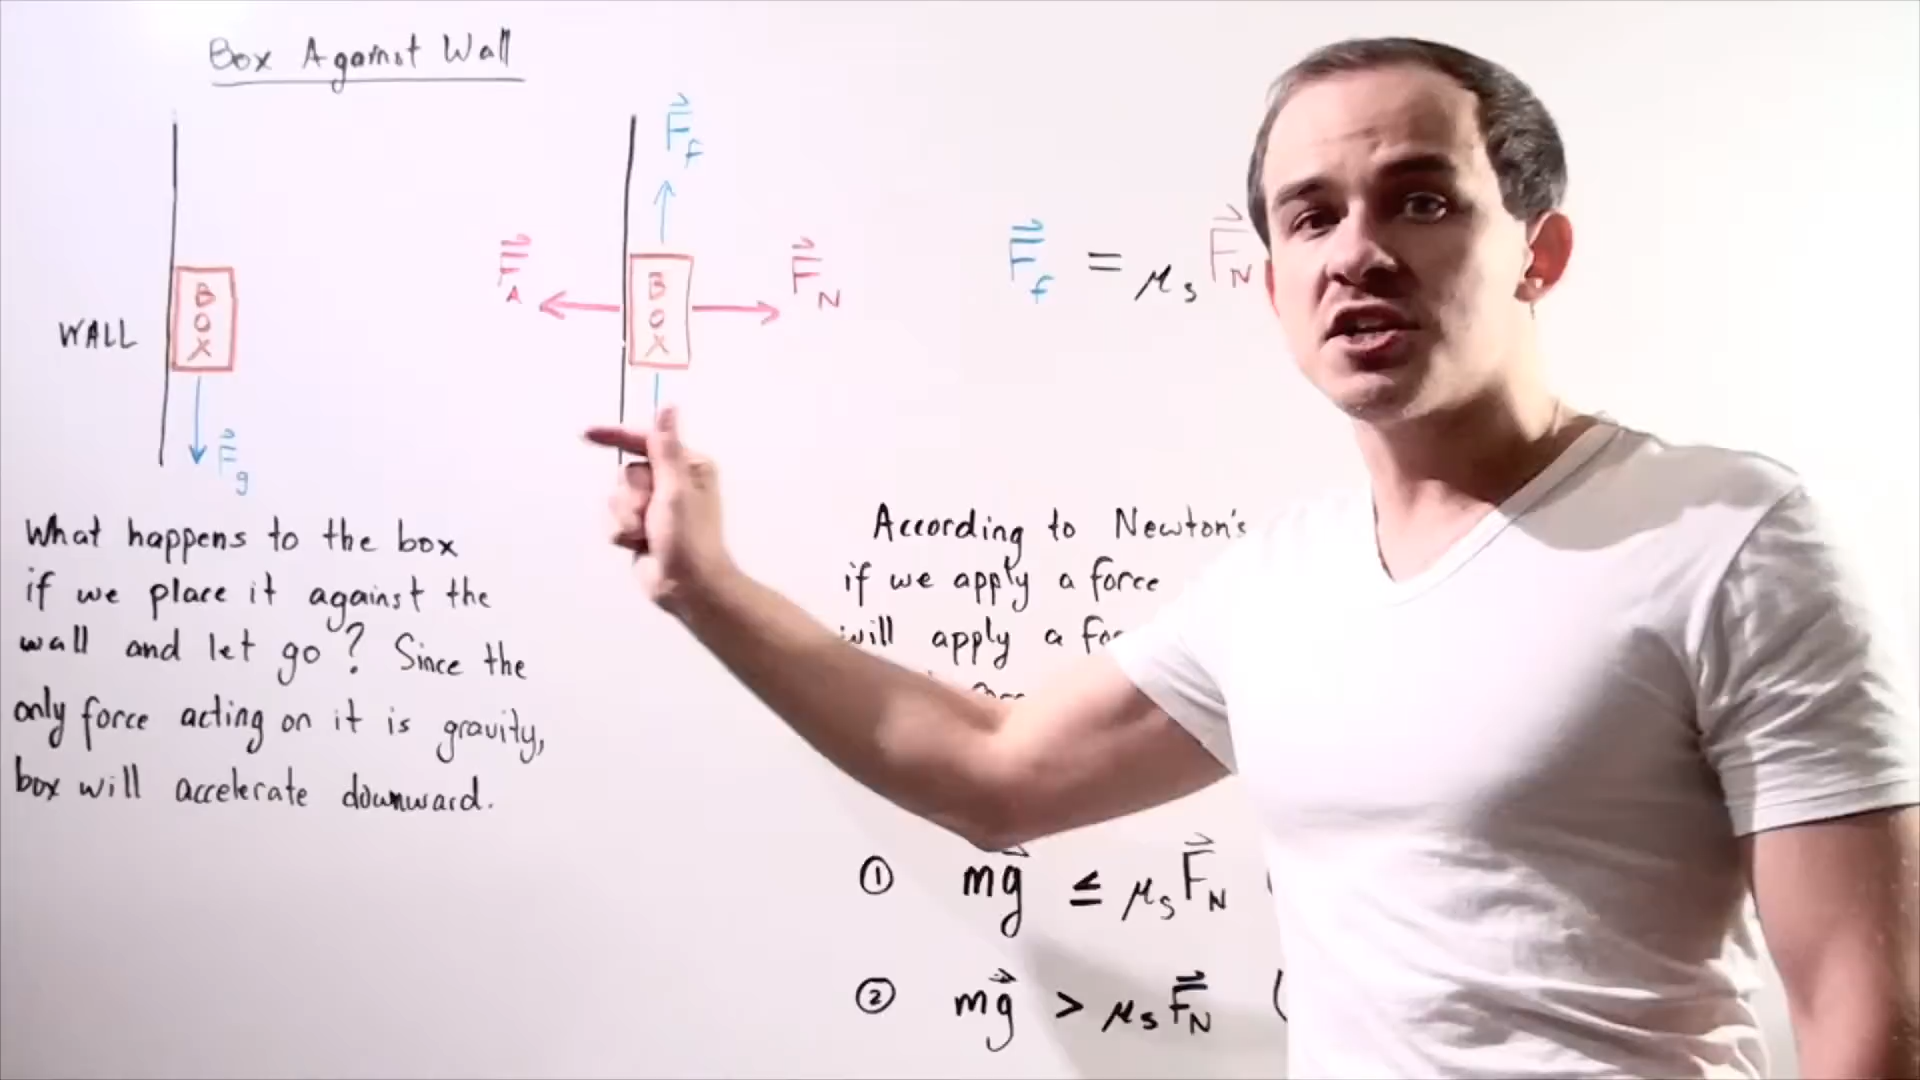 Box Against Wall
F_f
F_A
F_N
BOX
BOX
WALL
F_g
F_f = μ_s F_N
What happens to the box
if we place it against the
wall and let go? Since the
only force acting on it is gravity,
box will accelerate downward.
According to Newton's
if we apply a force
will apply a
① mg ≤ μ_s F_N
② mg > μ_s F_N (